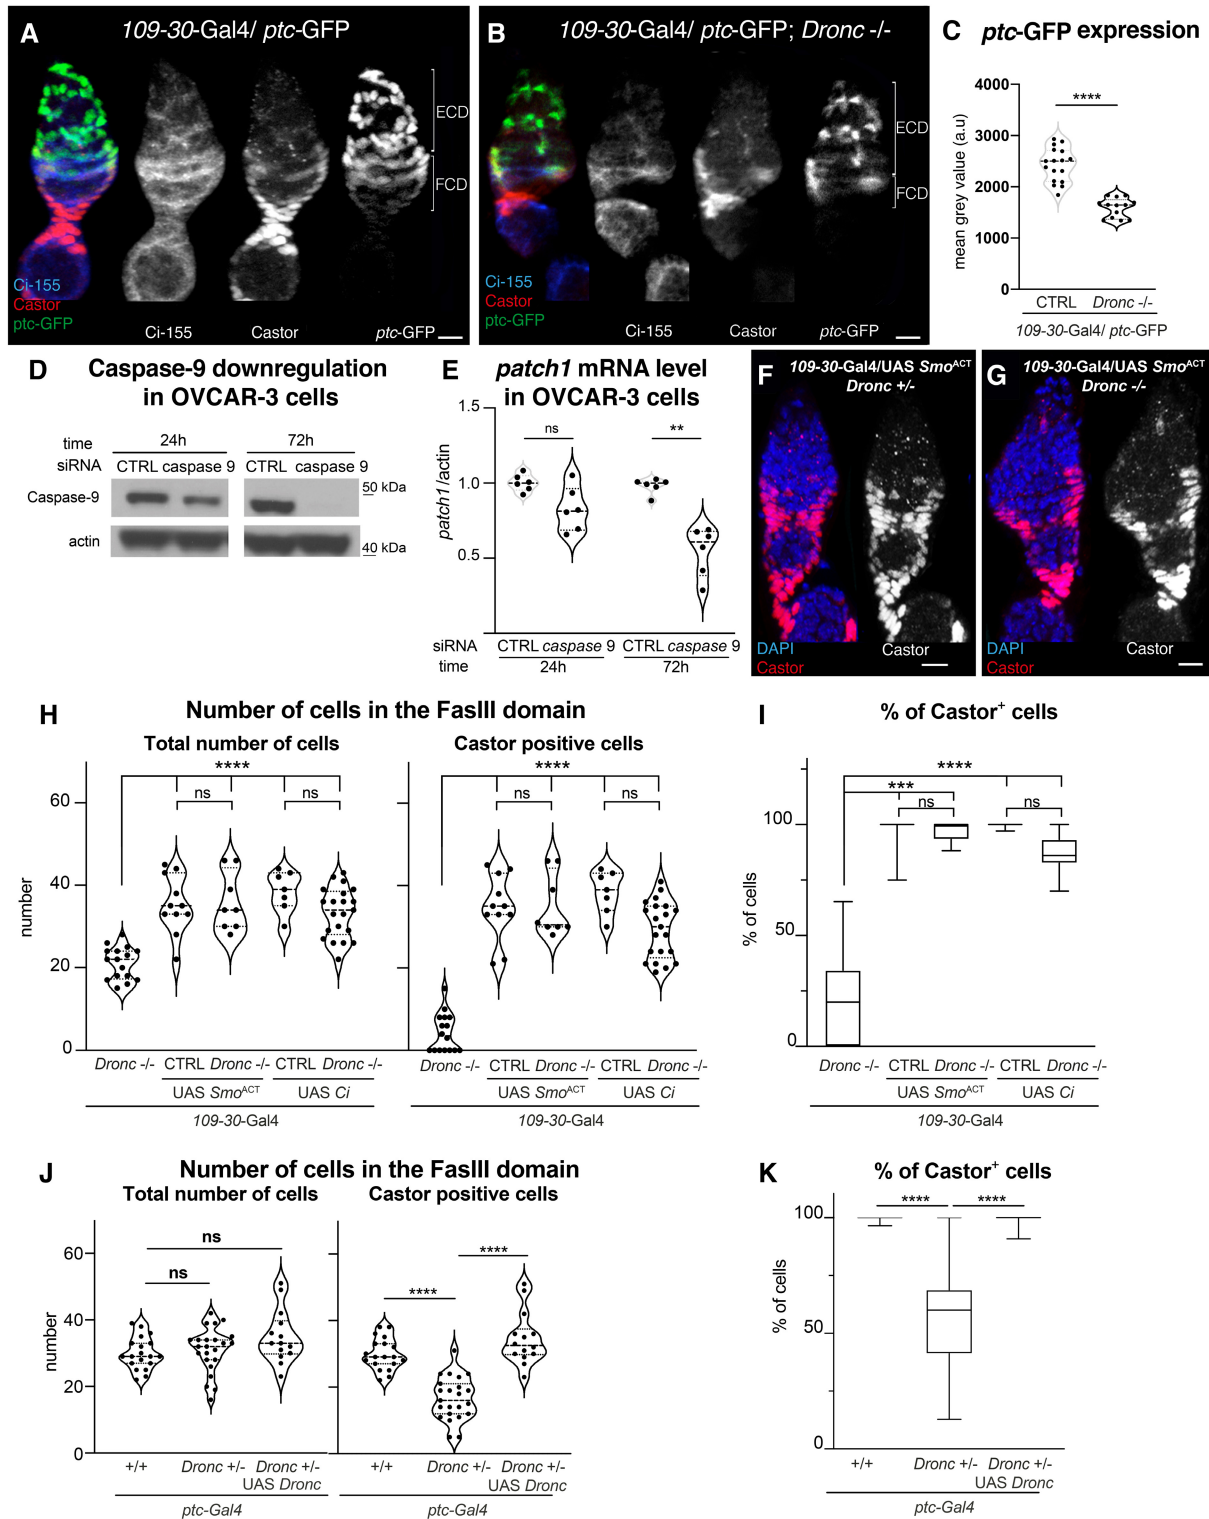 A
109-30-Gal4/ ptc-GFP
ECD
FCD
Ci-155
Castor
ptc-GFP
Ci-155
Castor
ptc-GFP
B
109-30-Gal4/ ptc-GFP; Dronc -/-
ECD
FCD
Ci-155
Castor
ptc-GFP
Ci-155
Castor
ptc-GFP
C
ptc-GFP expression
mean grey value (a.u)
4000
3000
2000
1000
0
****
CTRL
Dronc -/-
109-30-Gal4/ ptc-GFP
D
Caspase-9 downregulation
in OVCAR-3 cells
time
24h
72h
siRNA
CTRL caspase 9
CTRL caspase 9
Caspase-9
50 kDa
actin
40 kDa
E
patch1 mRNA level
in OVCAR-3 cells
patch1/actin
1.5
1.0
0.5
ns
**
siRNA
CTRL caspase 9
CTRL caspase 9
time
24h
72h
F
109-30-Gal4/UAS SmoACT
Dronc +/-
DAPI
Castor
Castor
G
109-30-Gal4/UAS SmoACT
Dronc -/-
DAPI
Castor
Castor
H
Number of cells in the FasIII domain
Total number of cells
Castor positive cells
number
60
40
20
0
****
ns
ns
****
ns
ns
Dronc -/-
CTRL Dronc -/-
CTRL Dronc -/-
UAS SmoACT
UAS Ci
109-30-Gal4
Dronc -/-
CTRL Dronc -/-
CTRL Dronc -/-
UAS SmoACT
UAS Ci
109-30-Gal4
I
% of Castor+ cells
% of cells
100
50
0
****
***
ns
ns
Dronc -/-
CTRL Dronc -/-
CTRL Dronc -/-
UAS SmoACT
UAS Ci
109-30-Gal4
J
Number of cells in the FasIII domain
Total number of cells
Castor positive cells
number
60
40
20
0
ns
ns
****
****
+/+
Dronc +/-
Dronc +/-
UAS Dronc
ptc-Gal4
+/+
Dronc +/-
Dronc +/-
UAS Dronc
ptc-Gal4
K
% of Castor+ cells
% of cells
100
50
0
****
****
+/+
Dronc +/-
Dronc +/-
UAS Dronc
ptc-Gal4